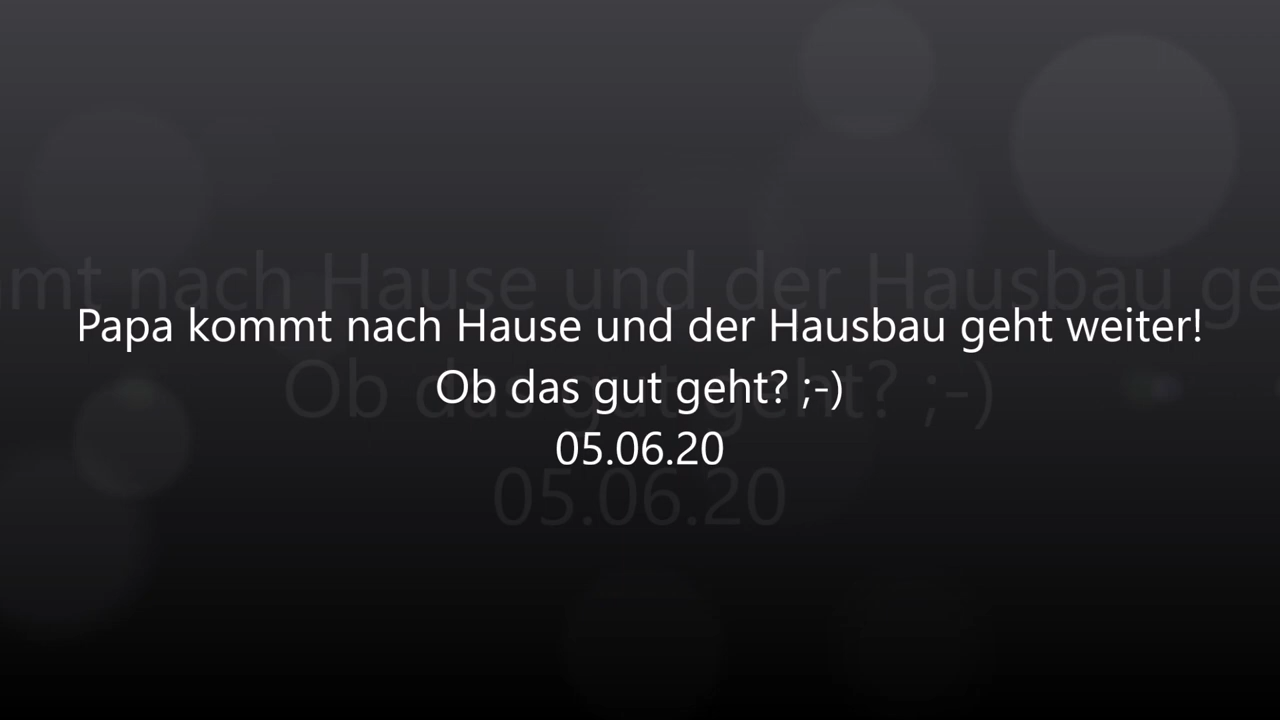 Papa kommt nach Hause und der Hausbau geht weiter!
Ob das gut geht? ;-)
05.06.20